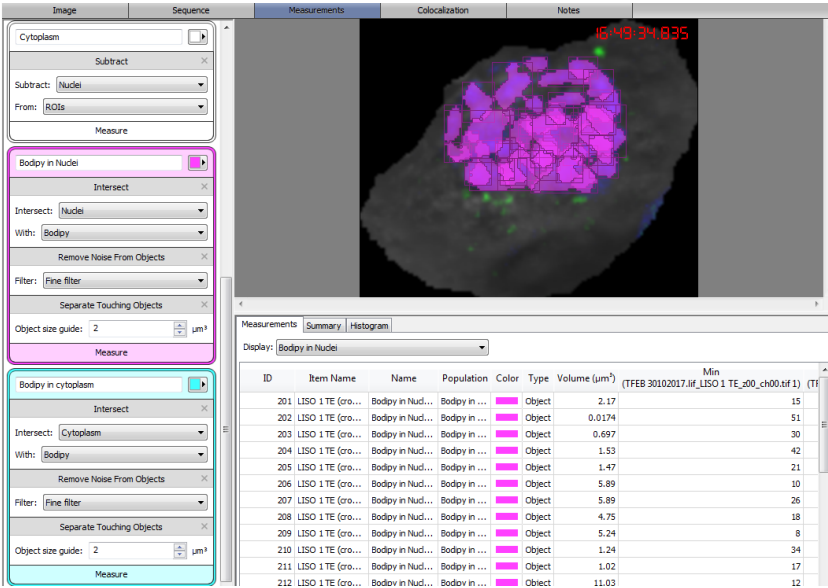 Image Sequence Measurements Colocalization Notes
Cytoplasm
Subtract
Subtract: Nuclei
From: ROIs
Measure
Bodipy in Nuclei
Intersect
Intersect: Nuclei
With: Bodipy
Remove Noise From Objects
Filter: Fine filter
Separate Touching Objects
Object size guide: 2 µm³
Measure
Bodipy in cytoplasm
Intersect
Intersect: Cytoplasm
With: Bodipy
Remove Noise From Objects
Filter: Fine filter
Separate Touching Objects
Object size guide: 2 µm³
Measure
16:49:34.835
Measurements Summary Histogram
Display: Bodipy in Nuclei
ID Item Name Name Population Color Type Volume (µm³) Min
(TFEB 30102017.lif_LISO 1 TE_z00_ch00.tif 1) (TF
201 LISO 1 TE (cro... Bodipy in Nucl... Bodipy in ... Object 2.17 15
202 LISO 1 TE (cro... Bodipy in Nucl... Bodipy in ... Object 0.0174 51
203 LISO 1 TE (cro... Bodipy in Nucl... Bodipy in ... Object 0.697 30
204 LISO 1 TE (cro... Bodipy in Nucl... Bodipy in ... Object 1.53 42
205 LISO 1 TE (cro... Bodipy in Nucl... Bodipy in ... Object 1.47 21
206 LISO 1 TE (cro... Bodipy in Nucl... Bodipy in ... Object 5.89 10
207 LISO 1 TE (cro... Bodipy in Nucl... Bodipy in ... Object 5.89 26
208 LISO 1 TE (cro... Bodipy in Nucl... Bodipy in ... Object 4.75 18
209 LISO 1 TE (cro... Bodipy in Nucl... Bodipy in ... Object 5.24 8
210 LISO 1 TE (cro... Bodipy in Nucl... Bodipy in ... Object 1.24 34
211 LISO 1 TE (cro... Bodipy in Nucl... Bodipy in ... Object 1.02 17
212 LISO 1 TE (cro... Bodipy in Nucl... Bodipy in ... Object 11.03 12